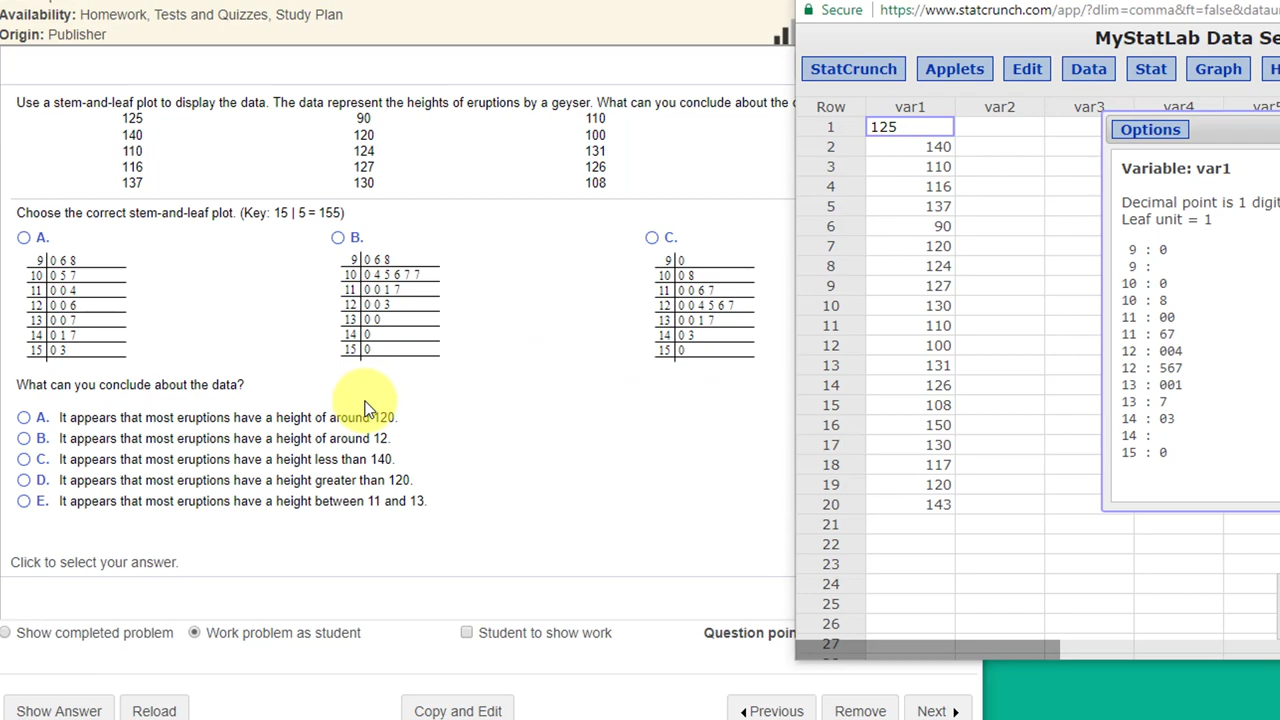 Availability: Homework, Tests and Quizzes, Study Plan
Origin: Publisher
Use a stem-and-leaf plot to display the data. The data represent the heights of eruptions by a geyser. What can you conclude about the
125 90 110
140 120 100
110 124 131
116 127 126
137 130 108
Choose the correct stem-and-leaf plot. (Key: 15 | 5 = 155)
A.
9 | 0 6 8
10 | 0 5 7
11 | 0 0 4
12 | 0 0 6
13 | 0 0 7
14 | 0 1 7
15 | 0 3
B.
9 | 0 6 8
10 | 0 4 5 6 7 7
11 | 0 0 1 7
12 | 0 0 3
13 | 0 0
14 | 0
15 | 0
C.
9 | 0
10 | 0 8
11 | 0 0 6 7
12 | 0 0 4 5 6 7
13 | 0 0 1 7
14 | 0 3
15 | 0
What can you conclude about the data?
A. It appears that most eruptions have a height of around 120.
B. It appears that most eruptions have a height of around 12.
C. It appears that most eruptions have a height less than 140.
D. It appears that most eruptions have a height greater than 120.
E. It appears that most eruptions have a height between 11 and 13.
Click to select your answer.
Show completed problem Work problem as student Student to show work Question poin
Show Answer Reload Copy and Edit Previous Remove Next
Secure | https://www.statcrunch.com/app/?dlim=comma&ft=false&datau
MyStatLab Data Se
StatCrunch Applets Edit Data Stat Graph H
Row var1 var2 var3 var4 var5
1 125
2 140
3 110
4 116
5 137
6 90
7 120
8 124
9 127
10 130
11 110
12 100
13 131
14 126
15 108
16 150
17 130
18 117
19 120
20 143
21
22
23
24
25
26
27
Options
Variable: var1
Decimal point is 1 digit
Leaf unit = 1
9 : 0
9 :
10 : 0
10 : 8
11 : 00
11 : 67
12 : 004
12 : 567
13 : 001
13 : 7
14 : 03
14 :
15 : 0